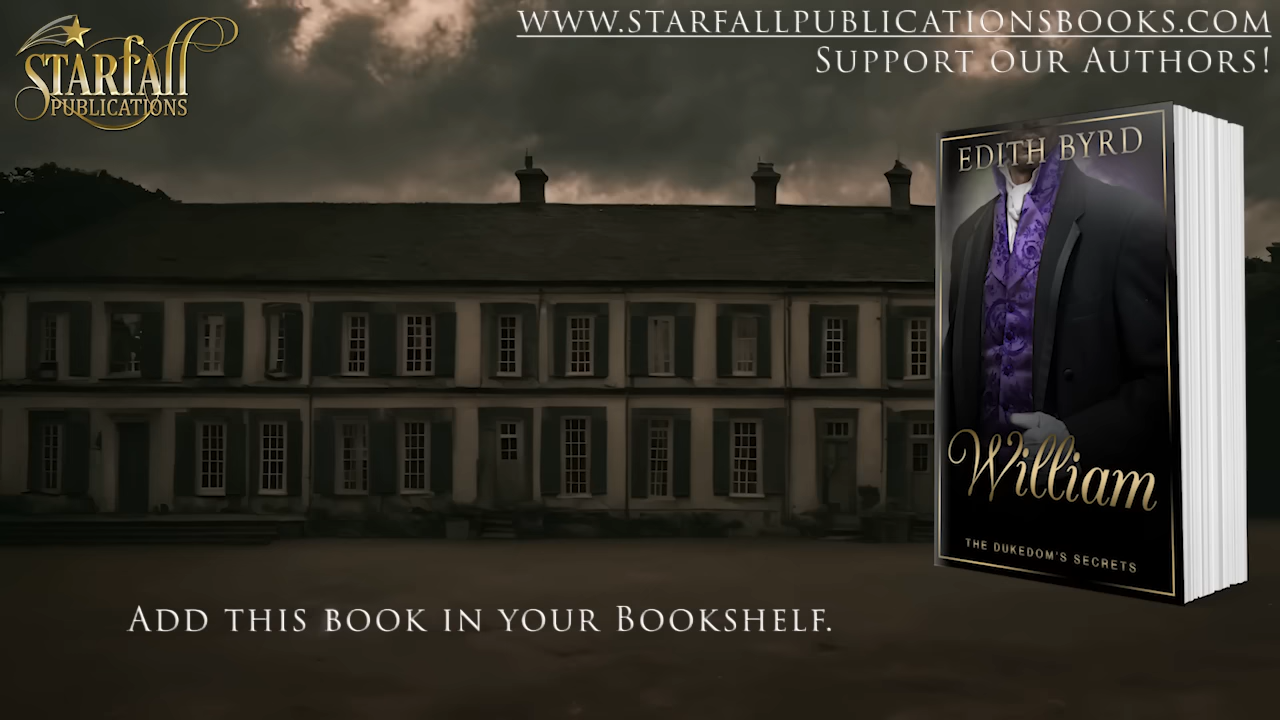 STARfAll
PUBLICATIONS
WWW.STARFALLPUBLICATIONSBOOKS.COM
SUPPORT OUR AUTHORS!
EDITH BYRD
William
THE DUKEDOM'S SECRETS
ADD THIS BOOK IN YOUR BOOKSHELF.